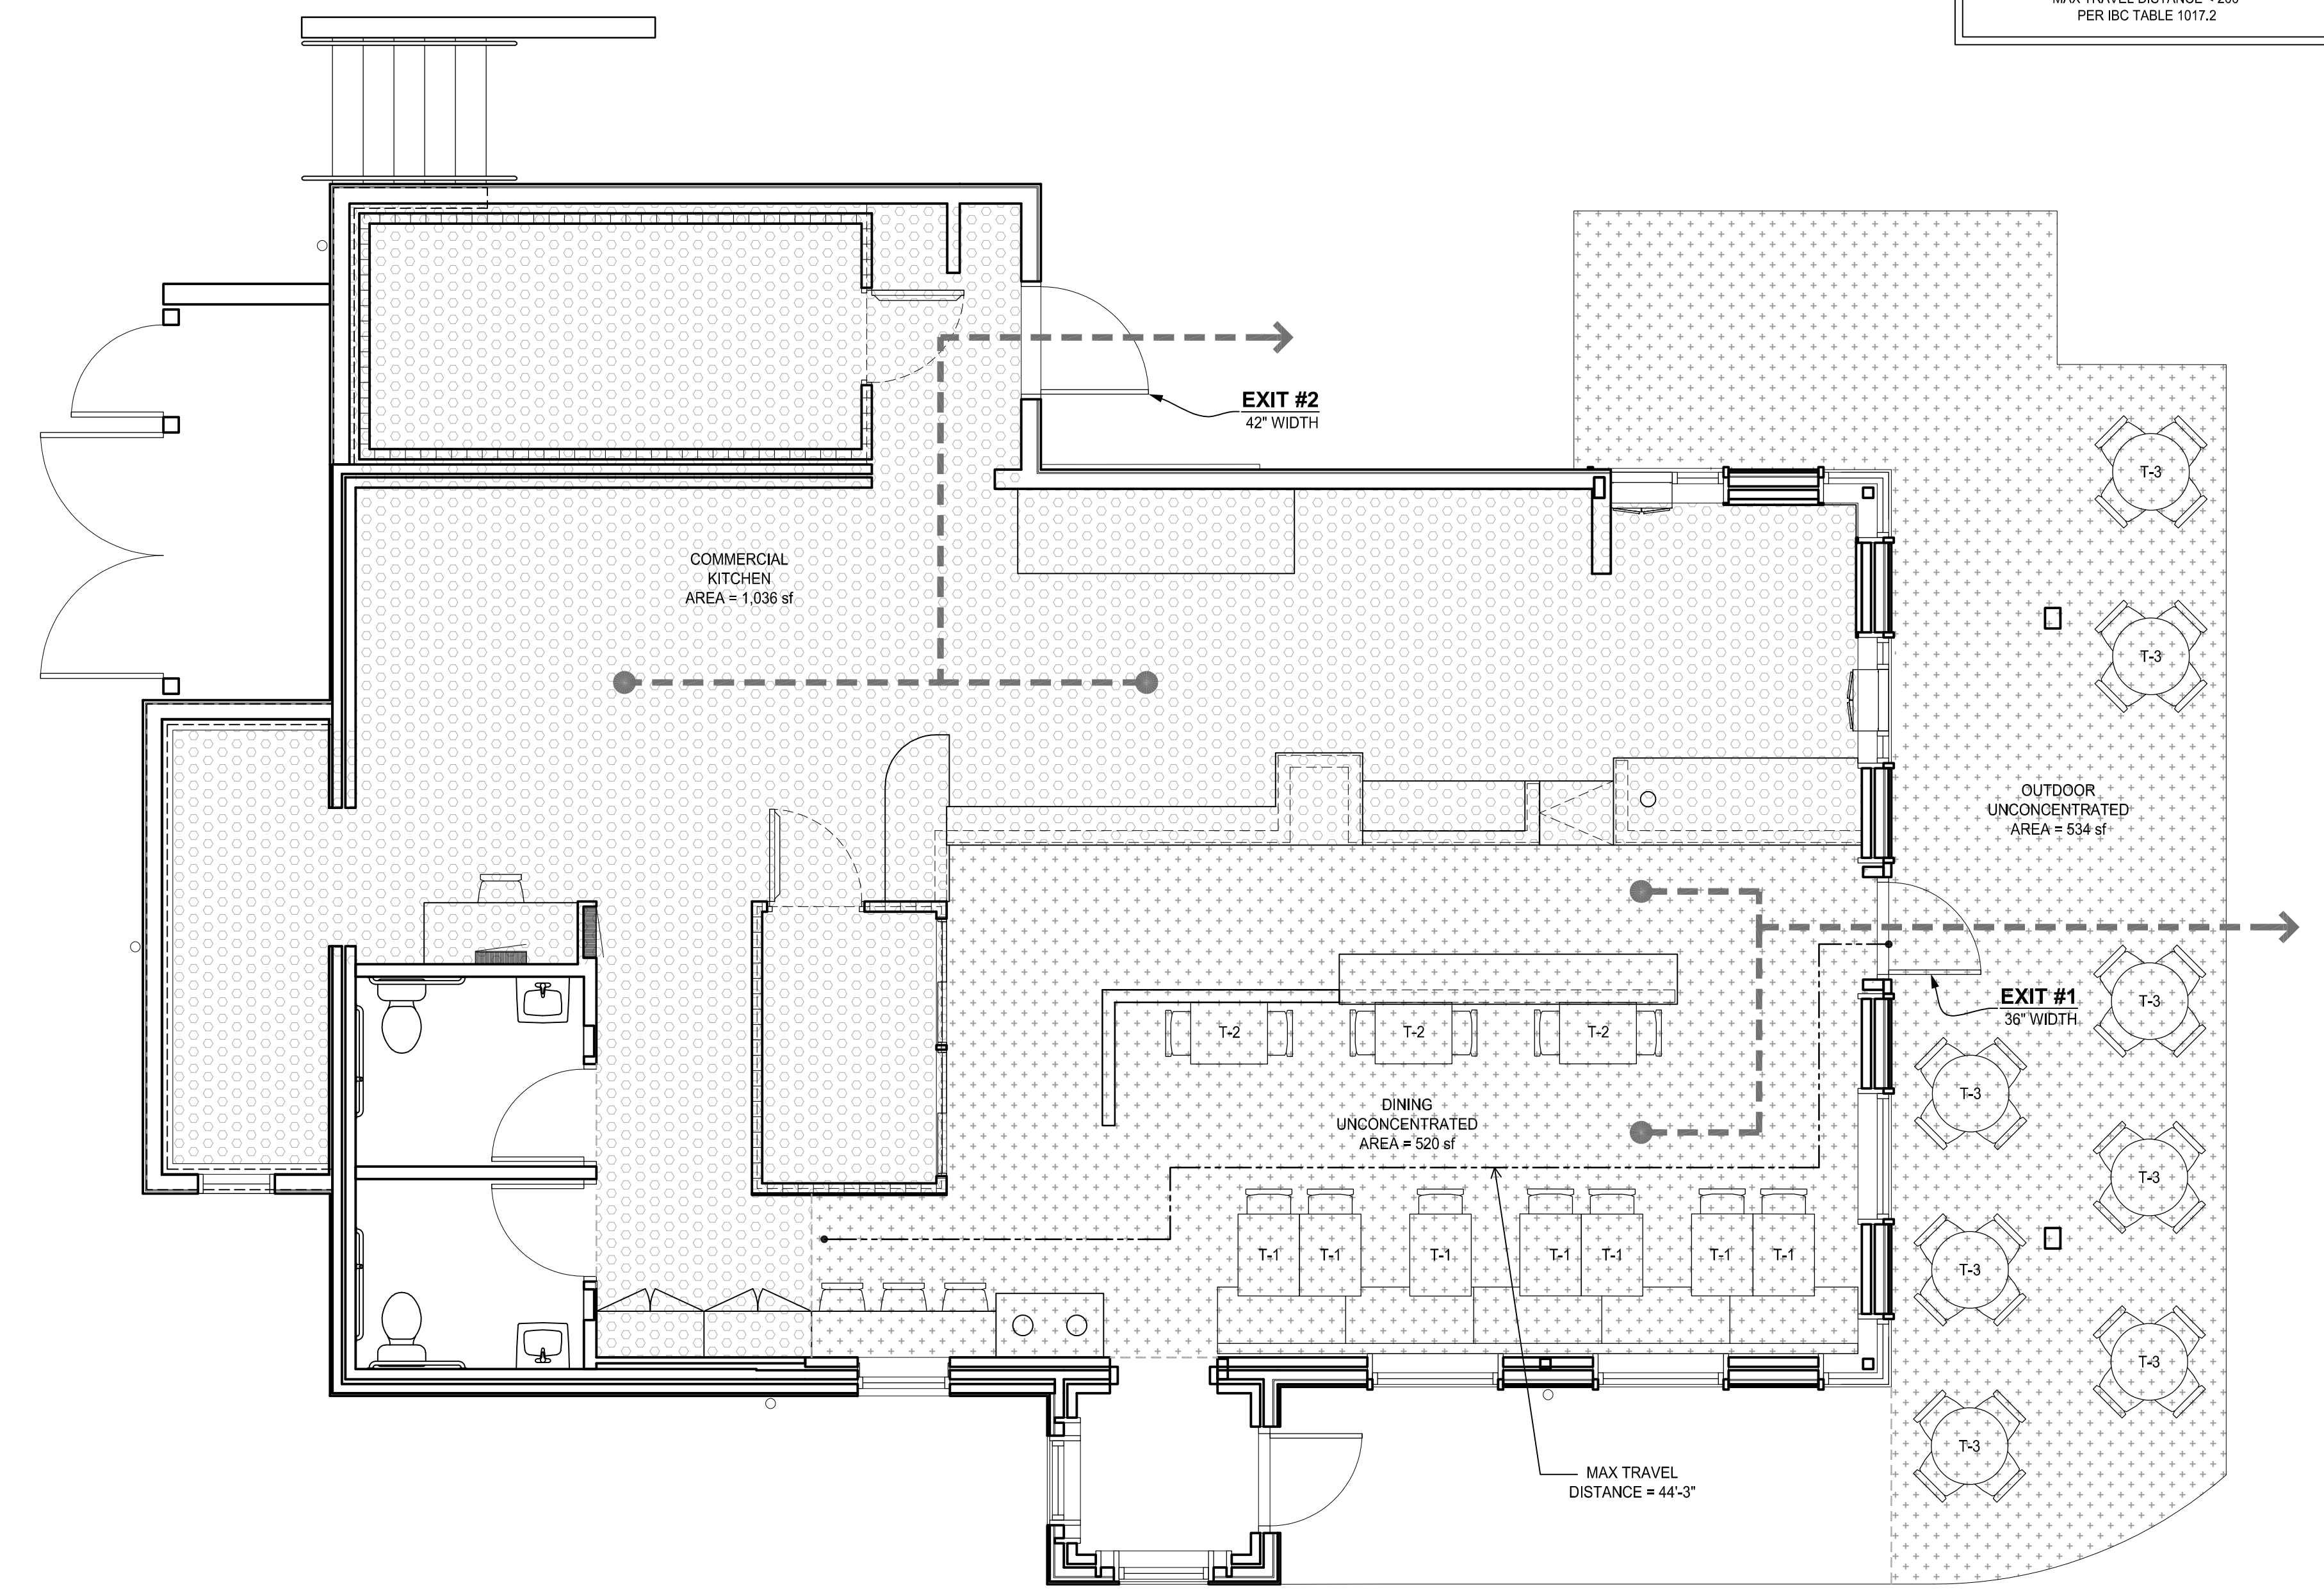 PER IBC TABLE 1017.2
EXIT #2
42" WIDTH
COMMERCIAL
KITCHEN
AREA = 1,036 sf
T-3
T-3
OUTDOOR
UNCONCENTRATED
AREA = 534 sf
EXIT #1
36" WIDTH
T-3
T-2
T-2
T-2
T-3
DINING
UNCONCENTRATED
AREA = 520 sf
T-3
T-1
T-1
T-1
T-1
T-1
T-1
T-1
T-3
T-3
T-3
MAX TRAVEL
DISTANCE = 44'-3"